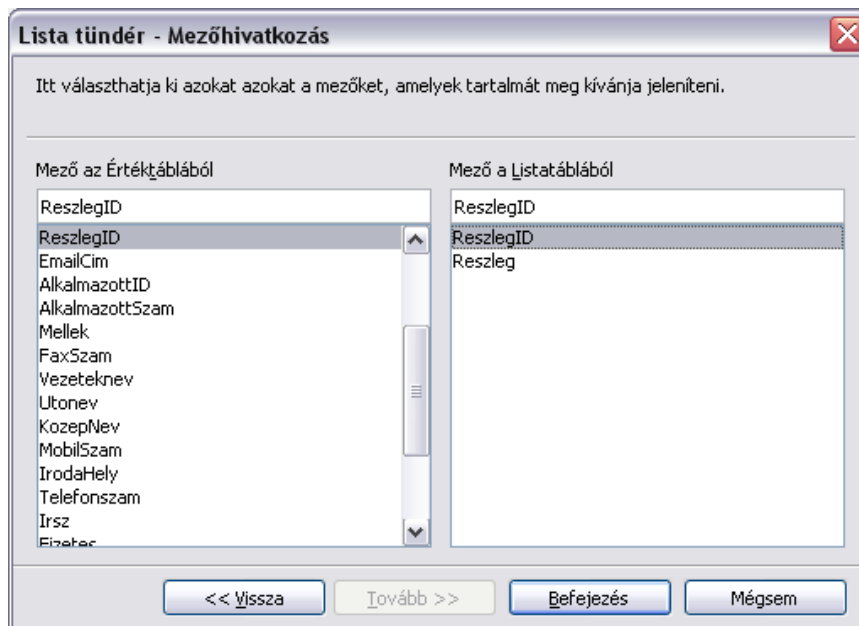 Lista tündér - Mezőhivatkozás
Itt választhatja ki azokat azokat a mezőket, amelyek tartalmát meg kívánja jeleníteni.
Mező az Értéktáblából
ReszlegID
ReszlegID
EmailCim
AlkalmazottID
AlkalmazottSzam
Mellek
FaxSzam
Vezeteknev
Utonev
KozepNev
MobilSzam
IrodaHely
Telefonszam
Irsz
Fizetes
Mező a Listatáblából
ReszlegID
ReszlegID
Reszleg
<< Vissza
Tovább >>
Befejezés
Mégsem